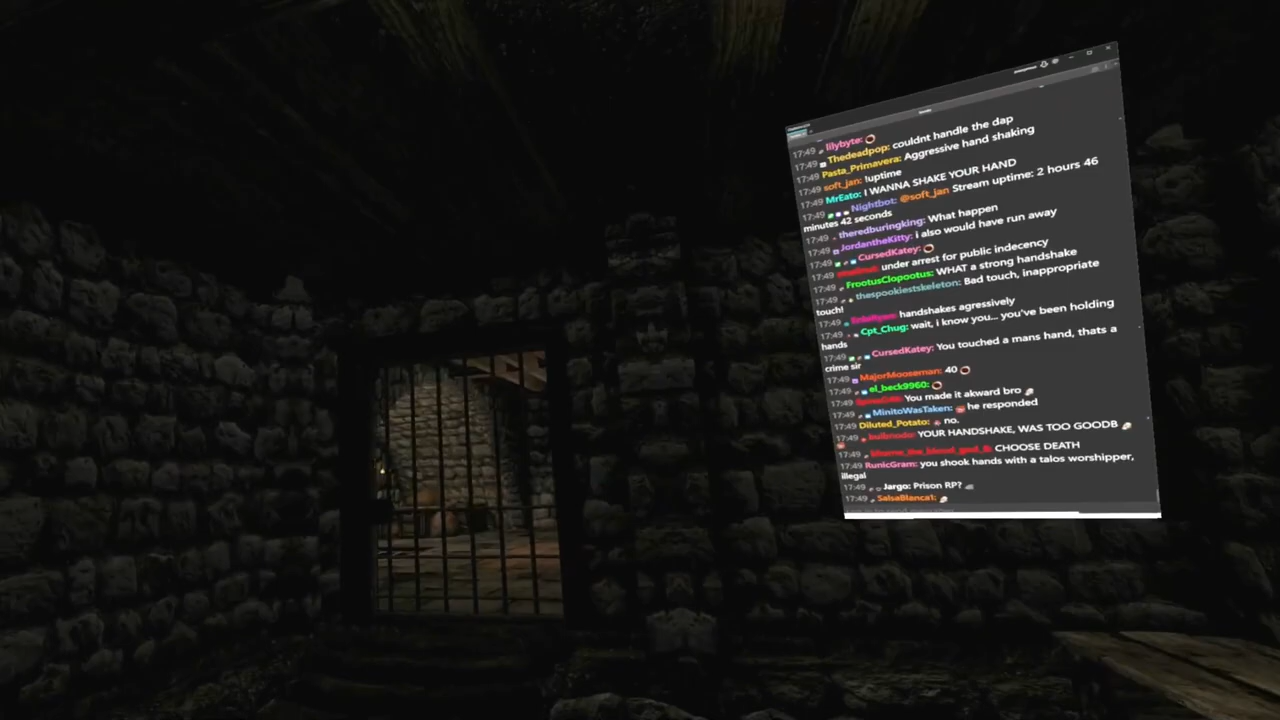 17:49 lilybyte:
17:49 Thedeadpop: couldnt handle the dap
17:49 Pasta_Primavera: Aggressive hand shaking
17:49 soft_jan: !uptime
17:49 MrEato: I WANNA SHAKE YOUR HAND
17:49 Nightbot: @soft_jan Stream uptime: 2 hours 46
minutes 42 seconds
17:49 theredburingking: What happen
17:49 JordantheKitty: i also would have run away
17:49 CursedKatey:
17:49 under arrest for public indecency
17:49 FrootusClopootus: WHAT a strong handshake
17:49 thespookiestskeleton: Bad touch, inappropriate
touch!
17:49 handshakes agressively
17:49 Cpt_Chug: wait, i know you... you've been holding
hands
17:49 CursedKatey: You touched a mans hand, thats a
crime sir
17:49 MajorMooseman: 40
17:49 el_beck9960:
17:49 You made it akward bro
17:49 MinitoWasTaken: he responded
17:49 Diluted_Potato: no.
17:49 YOUR HANDSHAKE, WAS TOO GOODB
17:49 CHOOSE DEATH
17:49 RunicGram: you shook hands with a talos worshipper,
illegal
17:49 Jargo: Prison RP?
17:49 SalsaBlanca1: